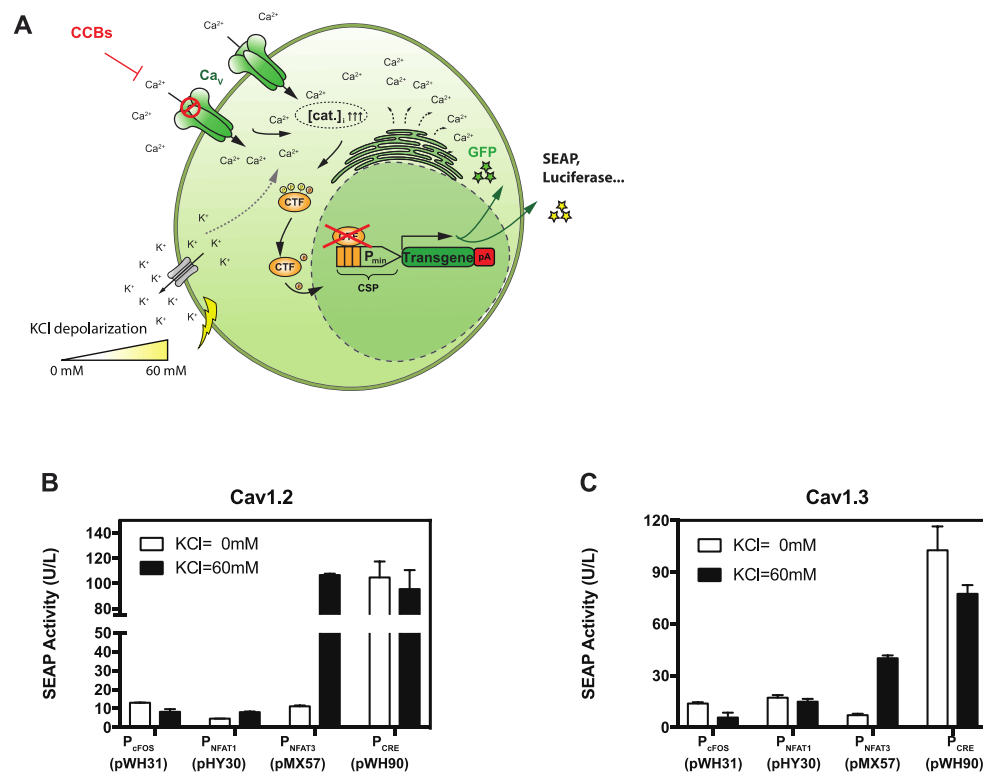 A
CCBs
Ca²⁺
Ca²⁺
Ca²⁺
Ca²⁺
Ca²⁺
Ca²⁺
Caᵥ
Ca²⁺
Ca²⁺ Ca²⁺
Ca²⁺
Ca²⁺
Ca²⁺
[cat.]ᵢ ↑↑↑
Ca²⁺
Ca²⁺
Ca²⁺
Ca²⁺
Ca²⁺
Ca²⁺
Ca²⁺
GFP
SEAP,
Luciferase...
P P P P
CTF
CTF
P
P
CTF
Pmin
Transgene
pA
CSP
K⁺
K⁺
K⁺
K⁺
K⁺
K⁺
K⁺
K⁺
K⁺
K⁺
K⁺
K⁺
KCl depolarization
0 mM 60 mM
B
Cav1.2
SEAP Activity (U/L)
140
120
100
80
50
40
30
20
10
0
KCl= 0mM
KCl=60mM
PcFOS PNFAT1 PNFAT3 PCRE
(pWH31) (pHY30) (pMX57) (pWH90)
C
Cav1.3
SEAP Activity (U/L)
120
90
60
30
0
KCl= 0mM
KCl=60mM
PcFOS PNFAT1 PNFAT3 PCRE
(pWH31) (pHY30) (pMX57) (pWH90)